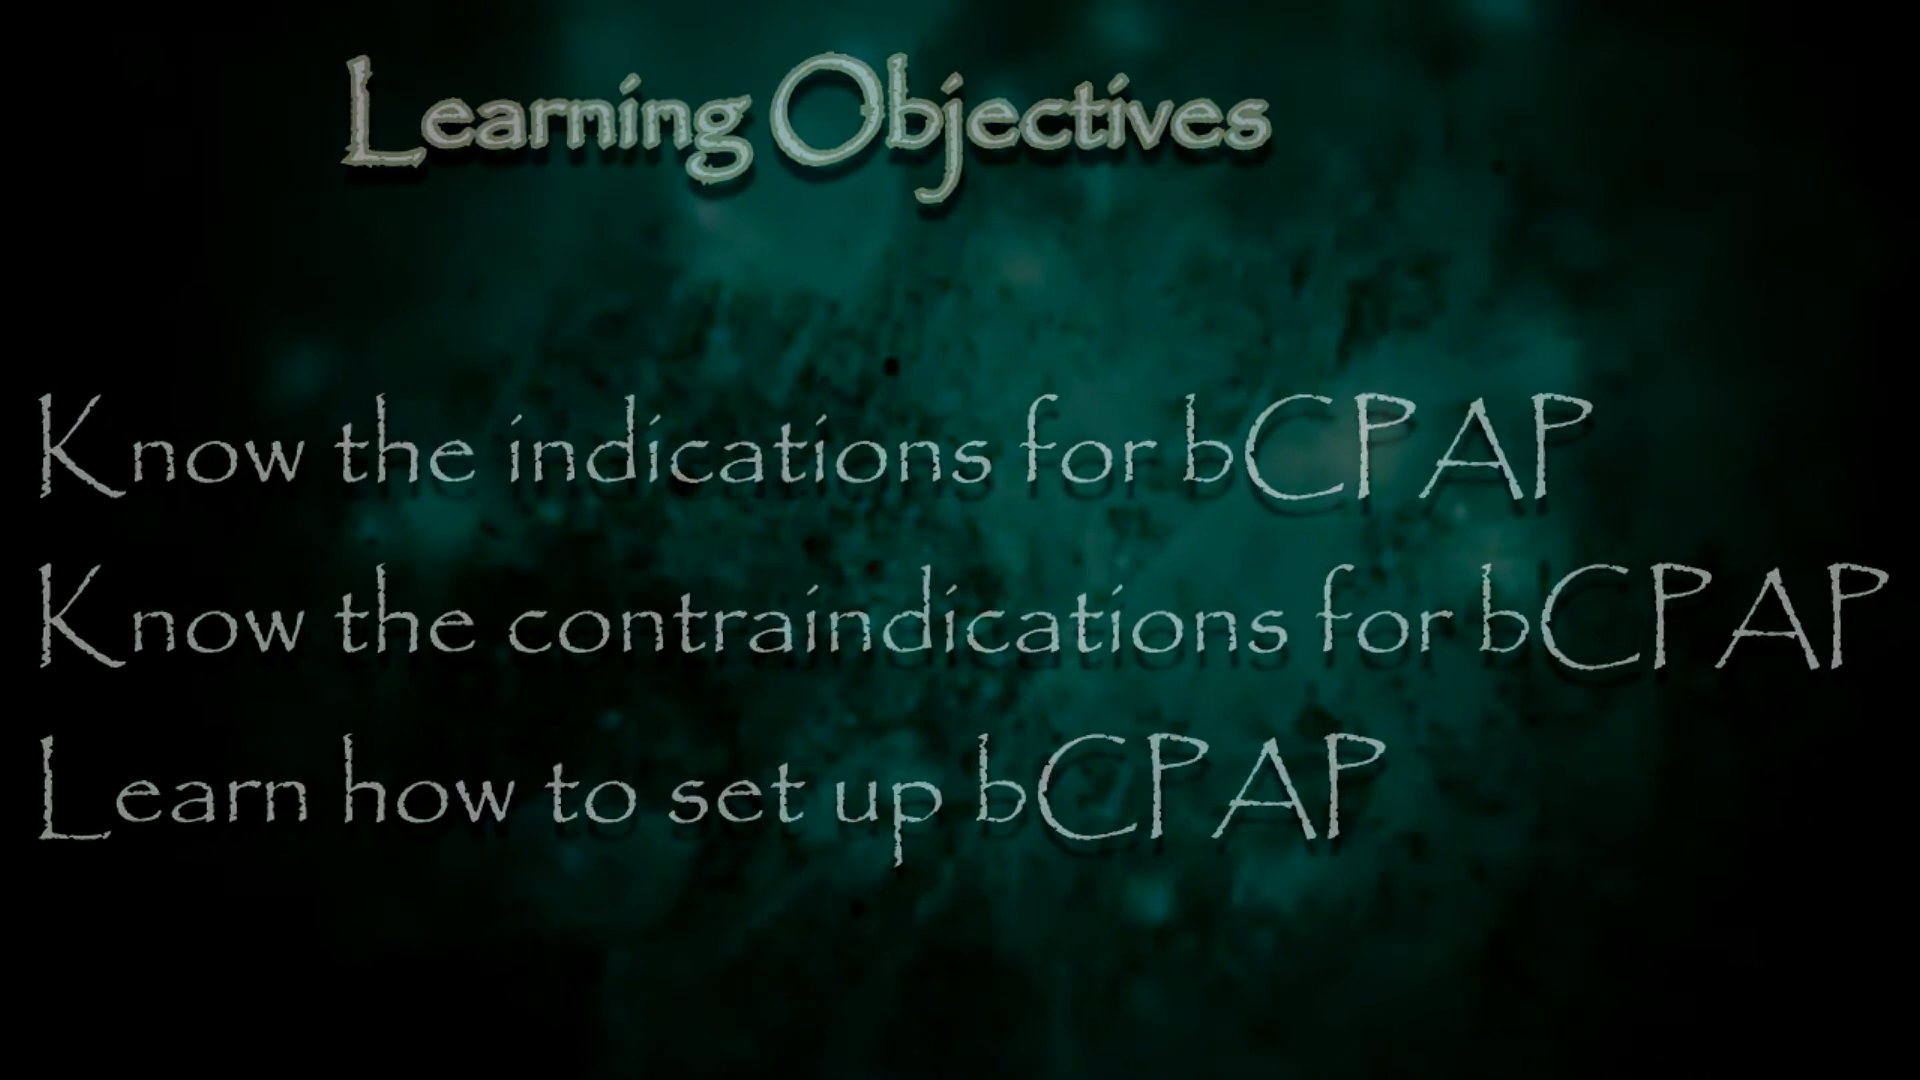 Learning Objectives
Know the indications for bCPAP
Know the contraindications for bCPAP
Learn how to set up bCPAP